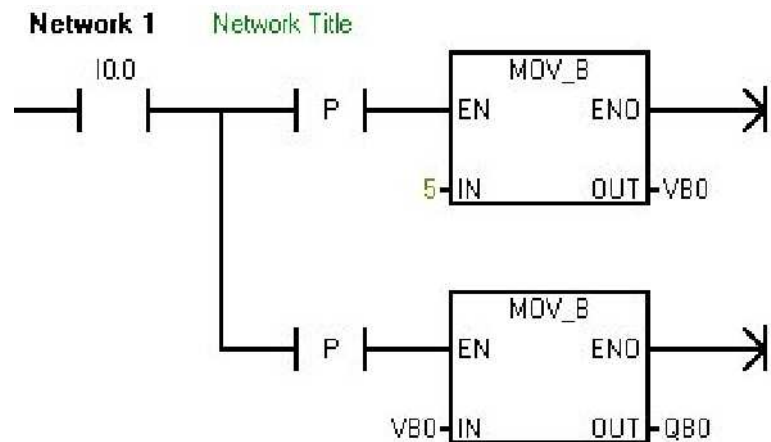 Network 1 Network Title
I0.0
P
MOV_B
EN ENO
5 IN OUT VB0
P
MOV_B
EN ENO
VB0 IN OUT QB0